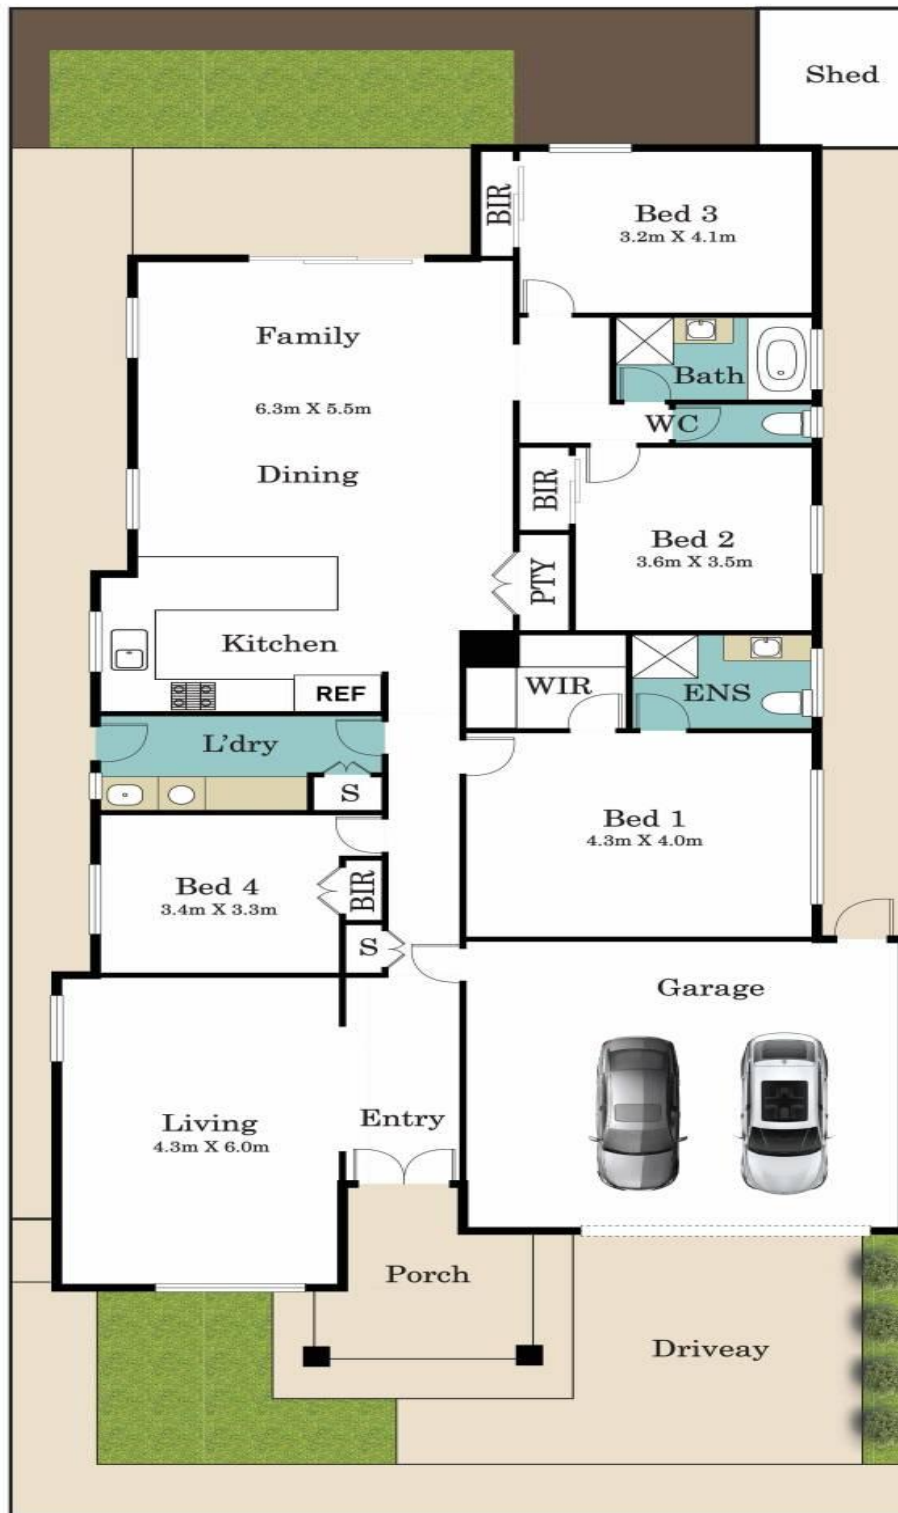 Shed
BIR
Bed 3
3.2m X 4.1m
Family
6.3m X 5.5m
Dining
Bath
WC
BIR
Bed 2
3.6m X 3.5m
PTY
Kitchen
REF
WIR
ENS
L'dry
S
Bed 1
4.3m X 4.0m
Bed 4
3.4m X 3.3m
BIR
S
Garage
Living
4.3m X 6.0m
Entry
Porch
Driveay